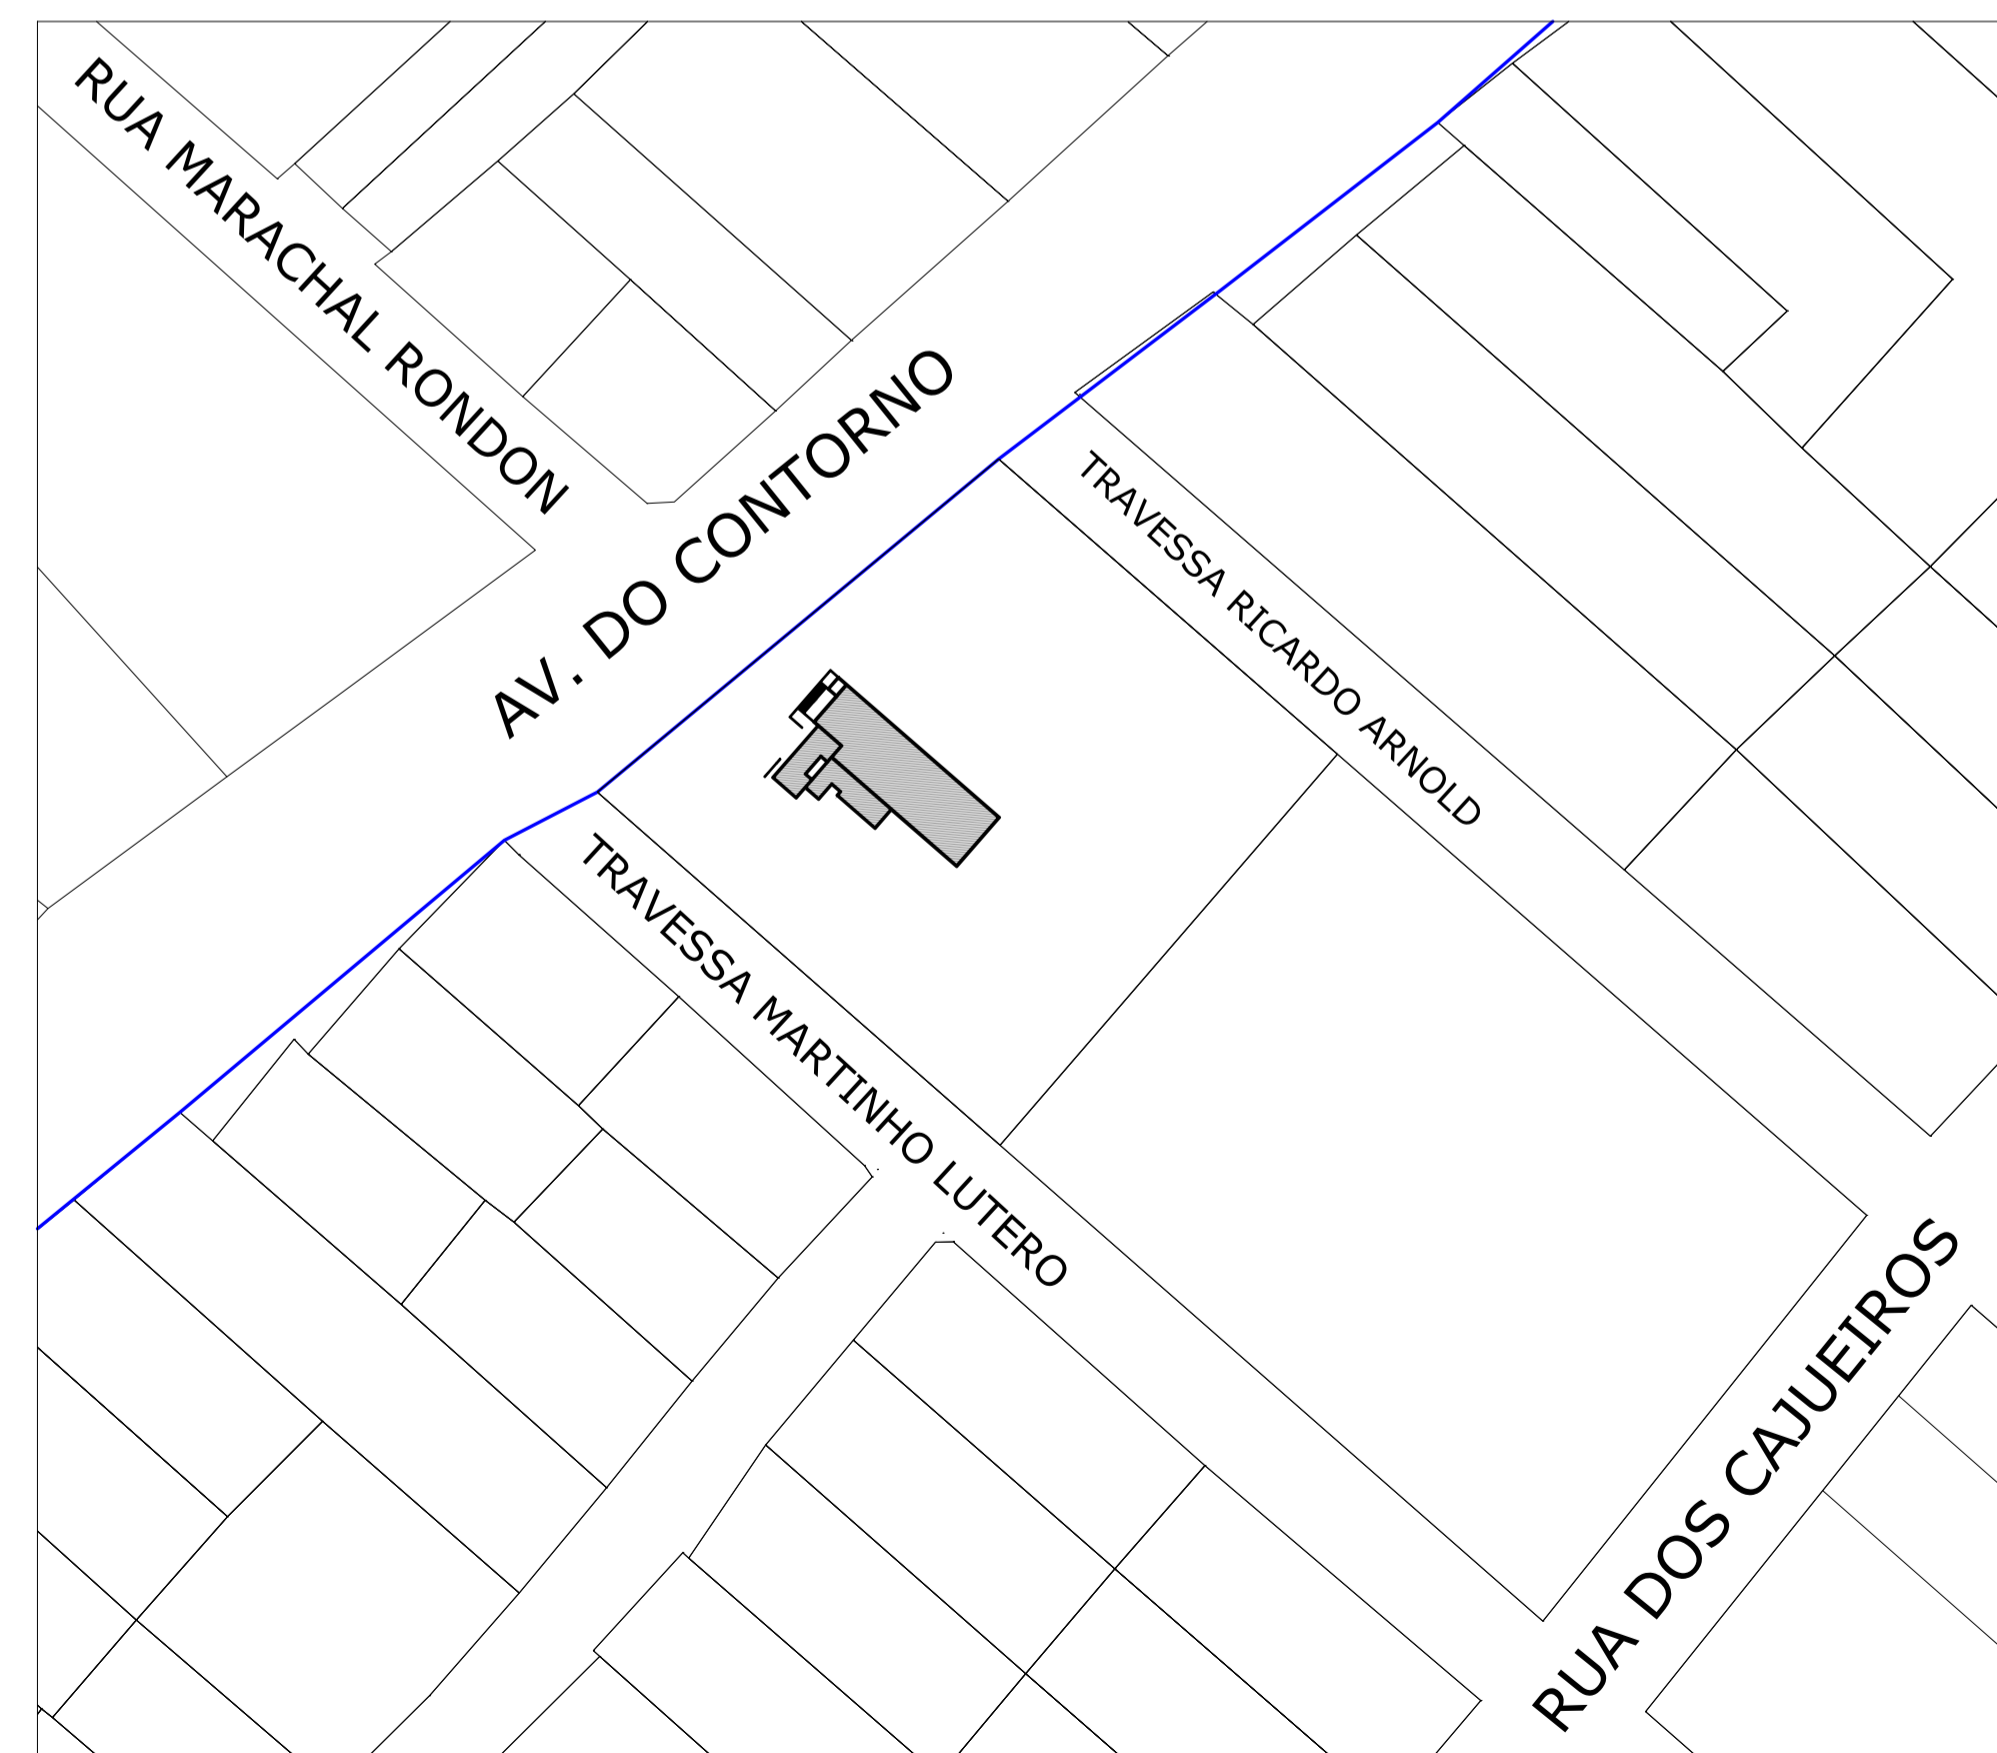 RUA MARACHAL RONDON
AV. DO CONTORNO
TRAVESSA RICARDO ARNOLD
TRAVESSA MARTINHO LUTERO
RUA DOS CAJUEIROS